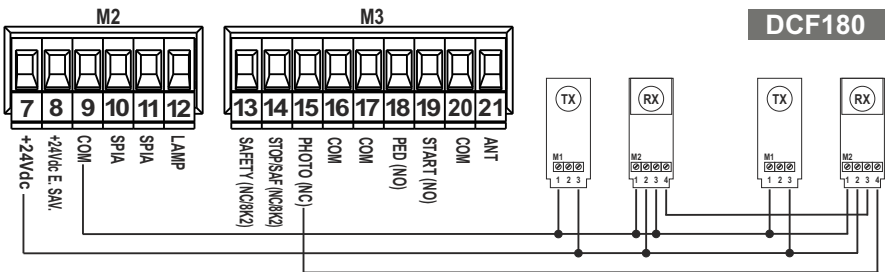 M2
M3
DCF180
7 8 9 10 11 12
13 14 15 16 17 18 19 20 21
+24Vdc
+24Vdc E. SAV.
COM
SPIA
SPIA
LAMP
SAFETY (NC/8K2)
STOP/SAF (NC/8K2)
PHOTO (NC)
COM
COM
PED (NO)
START (NO)
COM
ANT
TX
RX
TX
RX
M1
M2
M1
M2
1 2 3
1 2 3 4
1 2 3
1 2 3 4